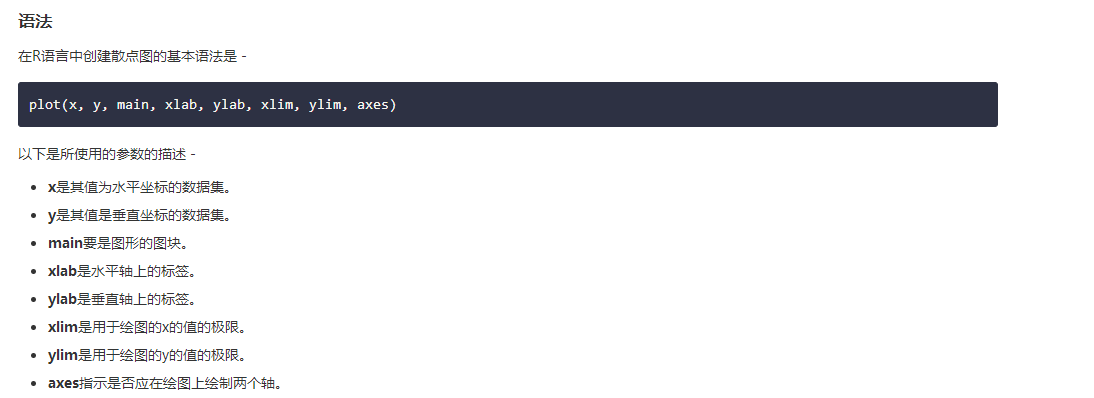 语法
在R语言中创建散点图的基本语法是 -
plot(x, y, main, xlab, ylab, xlim, ylim, axes)
以下是所使用的参数的描述 -
x是其值为水平坐标的数据集。
y是其值是垂直坐标的数据集。
main要是图形的图块。
xlab是水平轴上的标签。
ylab是垂直轴上的标签。
xlim是用于绘图的x的值的极限。
ylim是用于绘图的y的值的极限。
axes指示是否应在绘图上绘制两个轴。